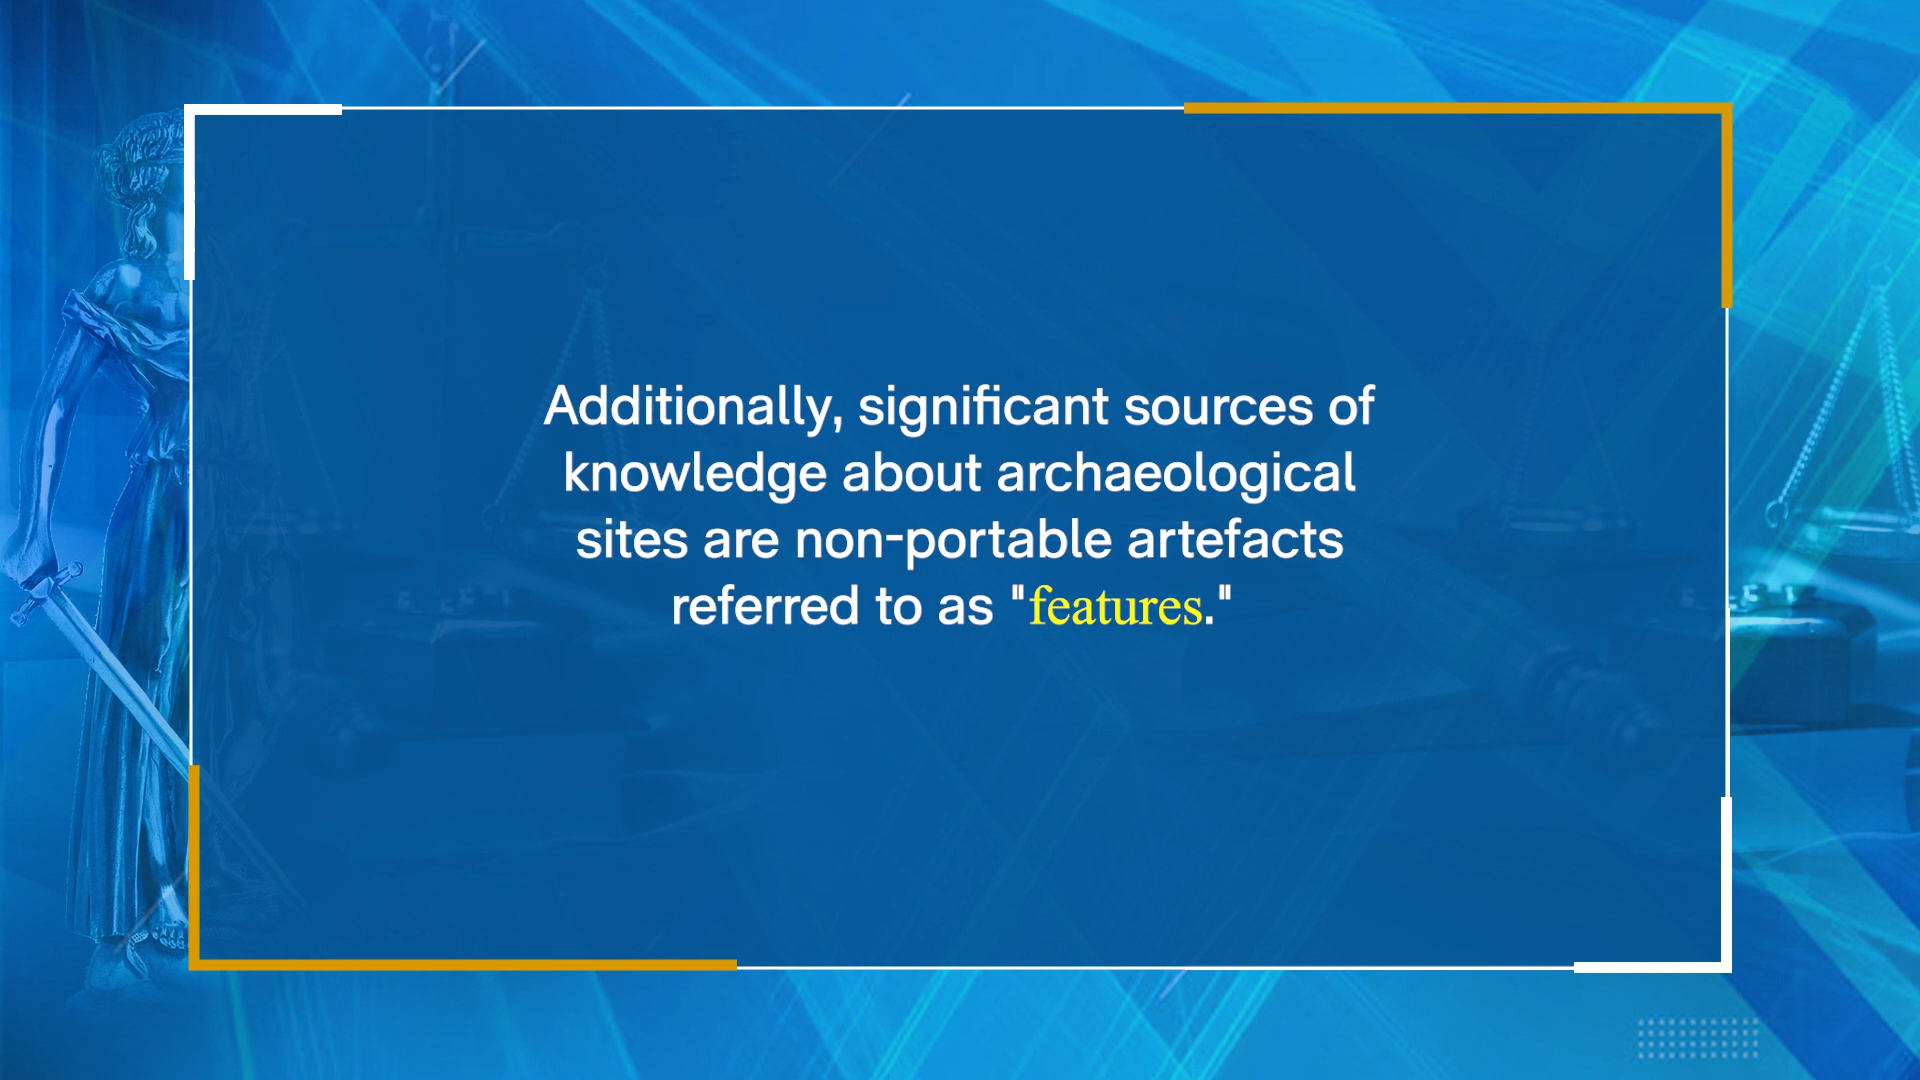 Additionally, significant sources of
knowledge about archaeological
sites are non-portable artefacts
referred to as "features."